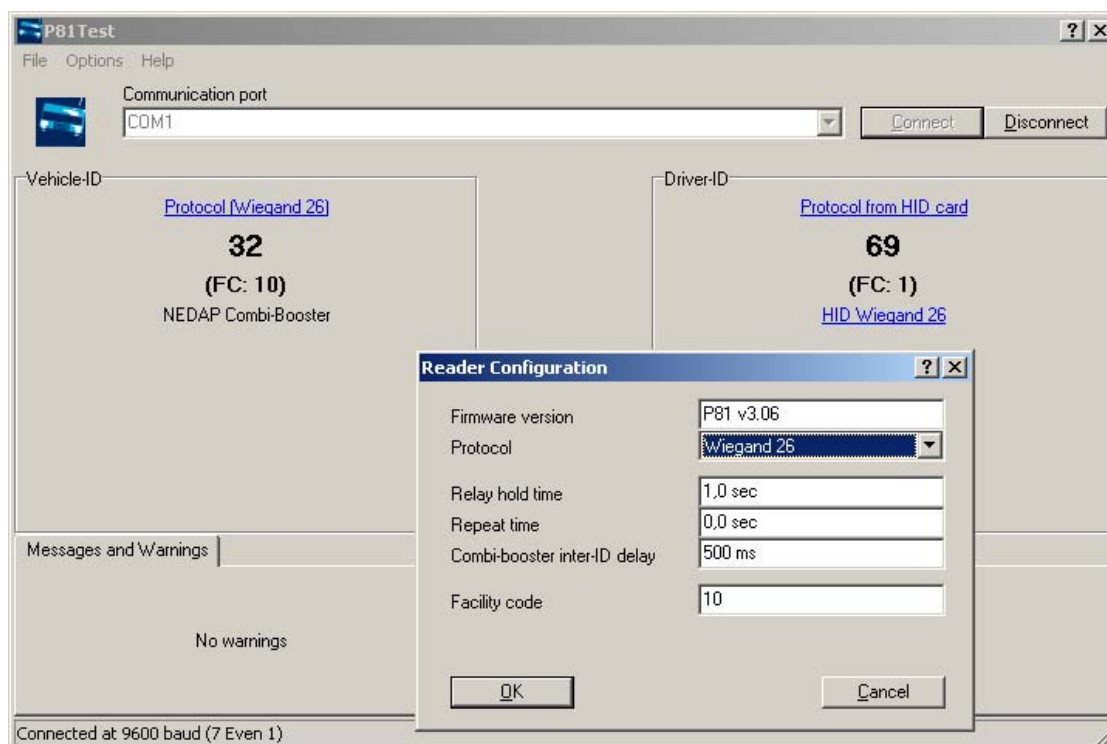 P81Test
File Options Help
Communication port
COM1
Connect Disconnect
Vehicle-ID
Protocol (Wiegand 26)
32
(FC: 10)
NEDAP Combi-Booster
Driver-ID
Protocol from HID card
69
(FC: 1)
HID Wiegand 26
Reader Configuration
Firmware version P81 v3.06
Protocol Wiegand 26
Relay hold time 1,0 sec
Repeat time 0,0 sec
Combi-booster inter-ID delay 500 ms
Facility code 10
OK Cancel
Messages and Warnings
No warnings
Connected at 9600 baud (7 Even 1)